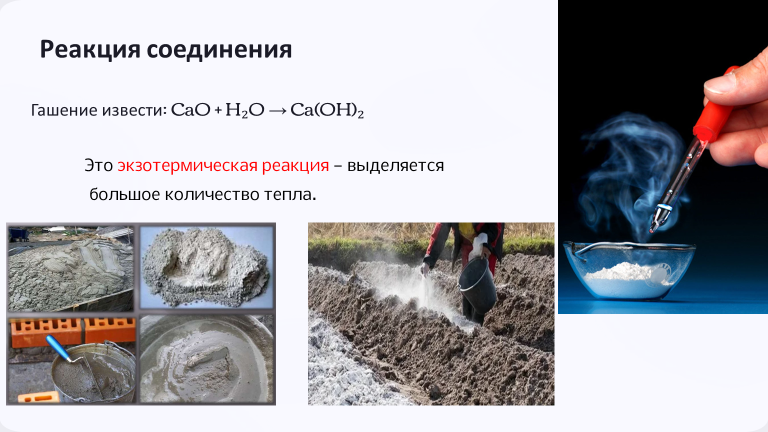 Реакция соединения
Гашение извести: CaO + H₂O → Ca(OH)₂
Это экзотермическая реакция – выделяется
большое количество тепла.